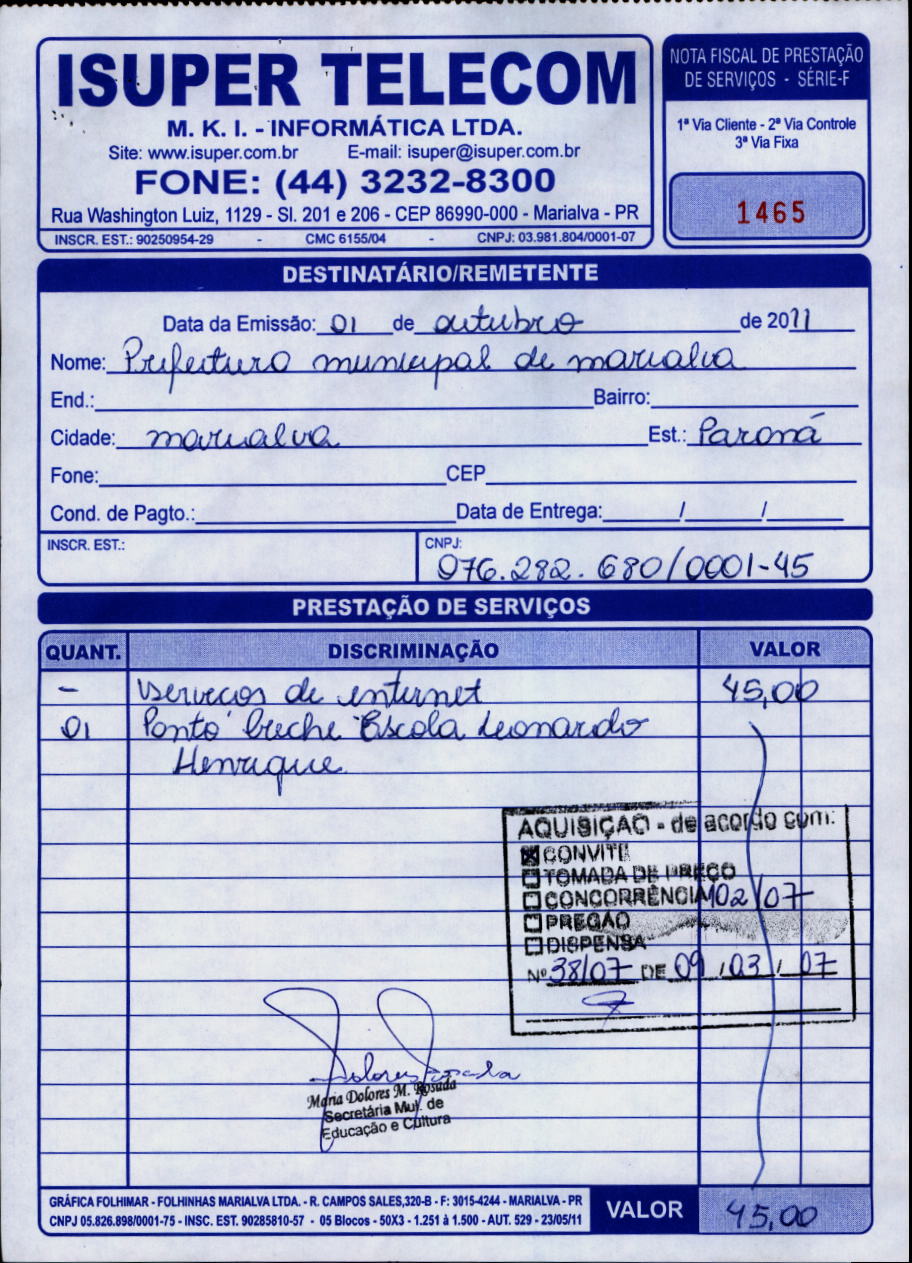 ISUPER TELECOM
M. K. I. - INFORMÁTICA LTDA.
Site: www.isuper.com.br E-mail: isuper@isuper.com.br
FONE: (44) 3232-8300
Rua Washington Luiz, 1129 - Sl. 201 e 206 - CEP 86990-000 - Marialva - PR
INSCR. EST.: 90250954-29 - CMC 6155/04 - CNPJ: 03.981.804/0001-07
NOTA FISCAL DE PRESTAÇÃO
DE SERVIÇOS - SÉRIE-F
1ª Via Cliente - 2ª Via Controle
3ª Via Fixa
1465
DESTINATÁRIO/REMETENTE
Data da Emissão: 01 de outubro de 2011
Nome: Prefeitura municipal de marialva
End.: Bairro:
Cidade: marialva Est.: Paraná
Fone: CEP
Cond. de Pagto.: Data de Entrega: / /
INSCR. EST.: CNPJ:
976.282.680/0001-45
PRESTAÇÃO DE SERVIÇOS
QUANT. DISCRIMINAÇÃO VALOR
- serviços de internet 45,00
01 Ponto Creche Escola Leonardo
Henrique
AQUISIÇÃO - de acordo com:
CONVITE
TOMADA DE PREÇO
CONCORRÊNCIA 102/07
PREGÃO
DISPENSA
Nº 38/07 DE 09/03/07
Dolores Rosada
Maria Dolores M. Rosada
Secretária Mul. de
Educação e Cultura
GRÁFICA FOLHIMAR - FOLHINHAS MARIALVA LTDA. - R. CAMPOS SALES,320-B - F: 3015-4244 - MARIALVA - PR
CNPJ 05.826.898/0001-75 - INSC. EST. 90285810-57 - 05 Blocos - 50X3 - 1.251 à 1.500 - AUT. 529 - 23/05/11
VALOR 45,00